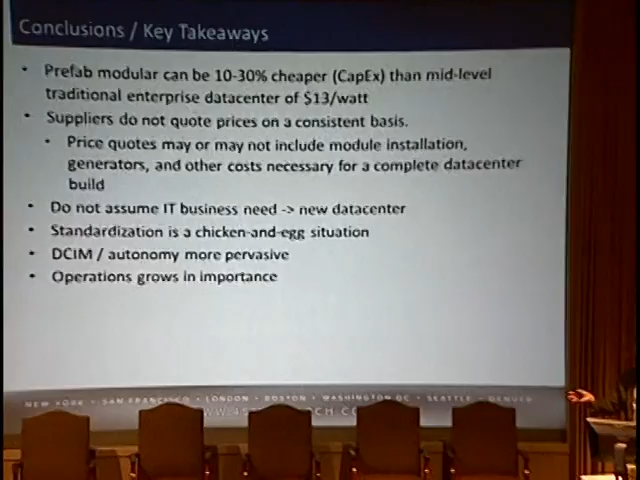 Conclusions / Key Takeaways
• Prefab modular can be 10-30% cheaper (CapEx) than mid-level
traditional enterprise datacenter of $13/watt
• Suppliers do not quote prices on a consistent basis.
• Price quotes may or may not include module installation,
generators, and other costs necessary for a complete datacenter
build
• Do not assume IT business need -> new datacenter
• Standardization is a chicken-and-egg situation
• DCIM / autonomy more pervasive
• Operations grows in importance
NEW YORK • SAN FRANCISCO • LONDON • BOSTON • WASHINGTON DC • SEATTLE • DENVER